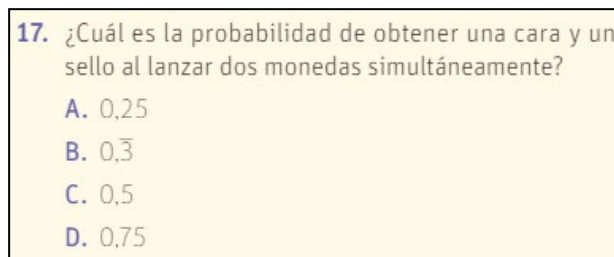 17. ¿Cuál es la probabilidad de obtener una cara y un
sello al lanzar dos monedas simultáneamente?
A. 0,25
B. 0,3̅
C. 0,5
D. 0,75